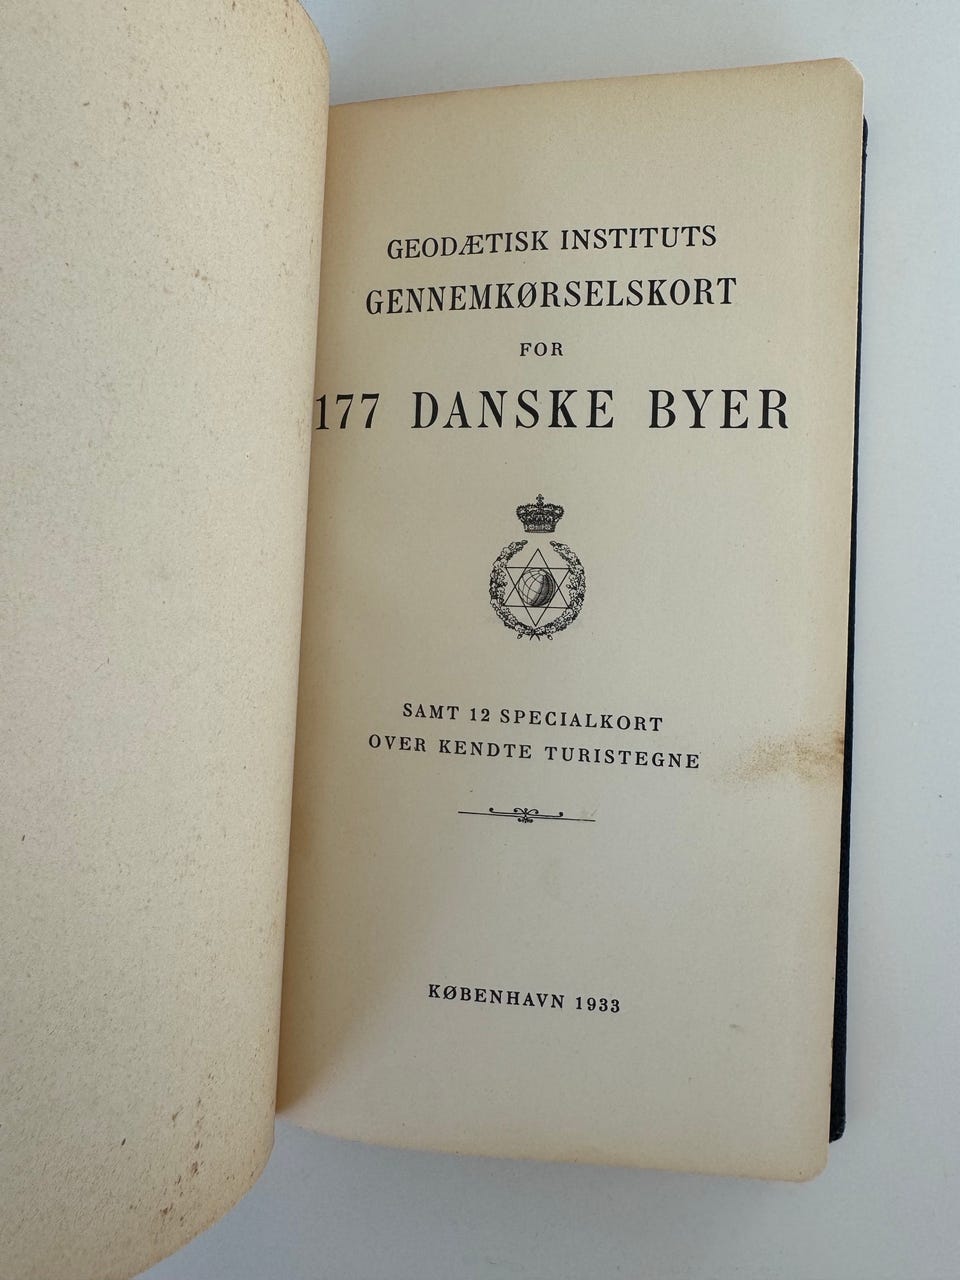 GEODÆTISK INSTITUTS
GENNEMKØRSELSKORT
FOR
177 DANSKE BYER
SAMT 12 SPECIALKORT
OVER KENDTE TURISTEGNE
KØBENHAVN 1933